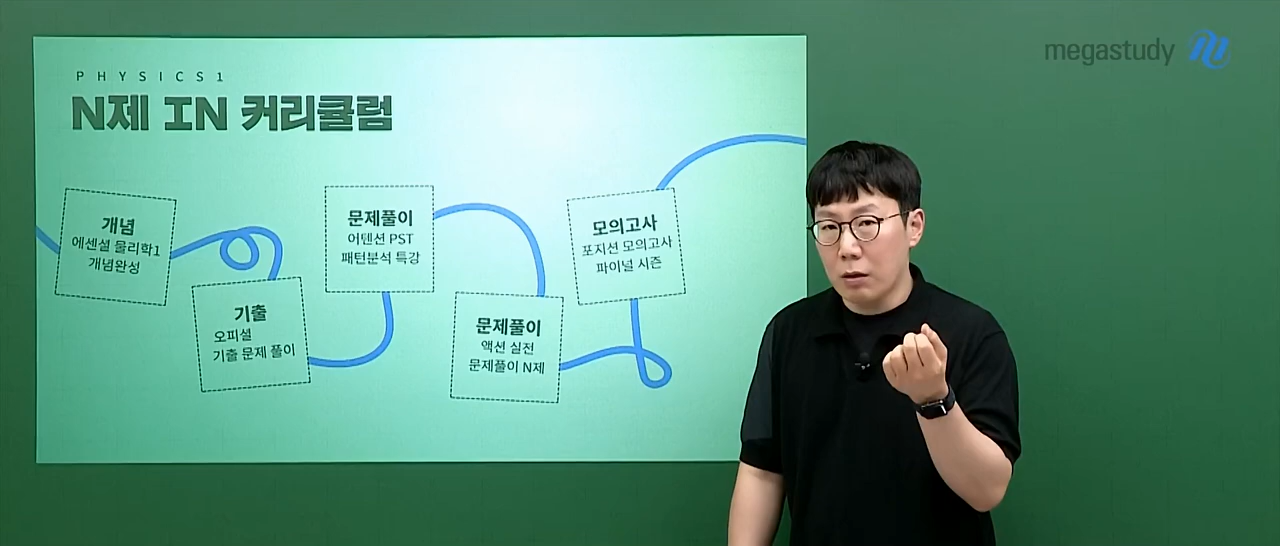 PHYSICS1
N제 IN 커리큘럼
개념
에센셜 물리학1
개념완성
기출
오피셜
기출 문제 풀이
문제풀이
어텐션 PST
패턴분석 특강
문제풀이
액션 실전
문제풀이 N제
모의고사
포지션 모의고사
파이널 시즌
megastudy